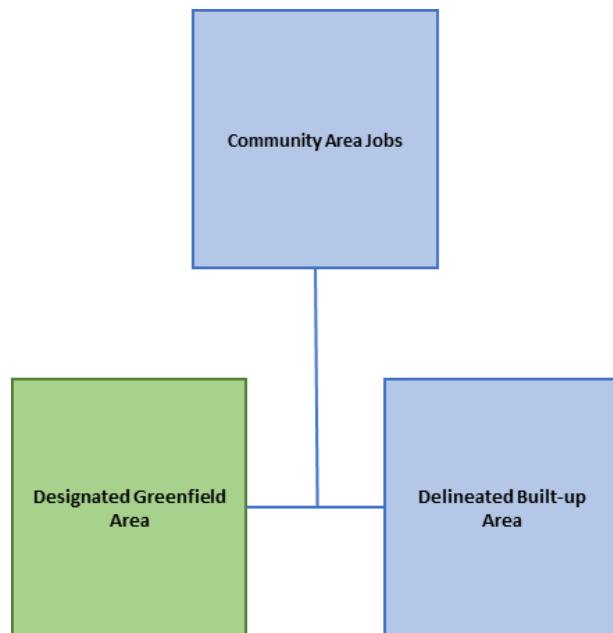 Community Area Jobs
Designated Greenfield
Area
Delineated Built-up
Area